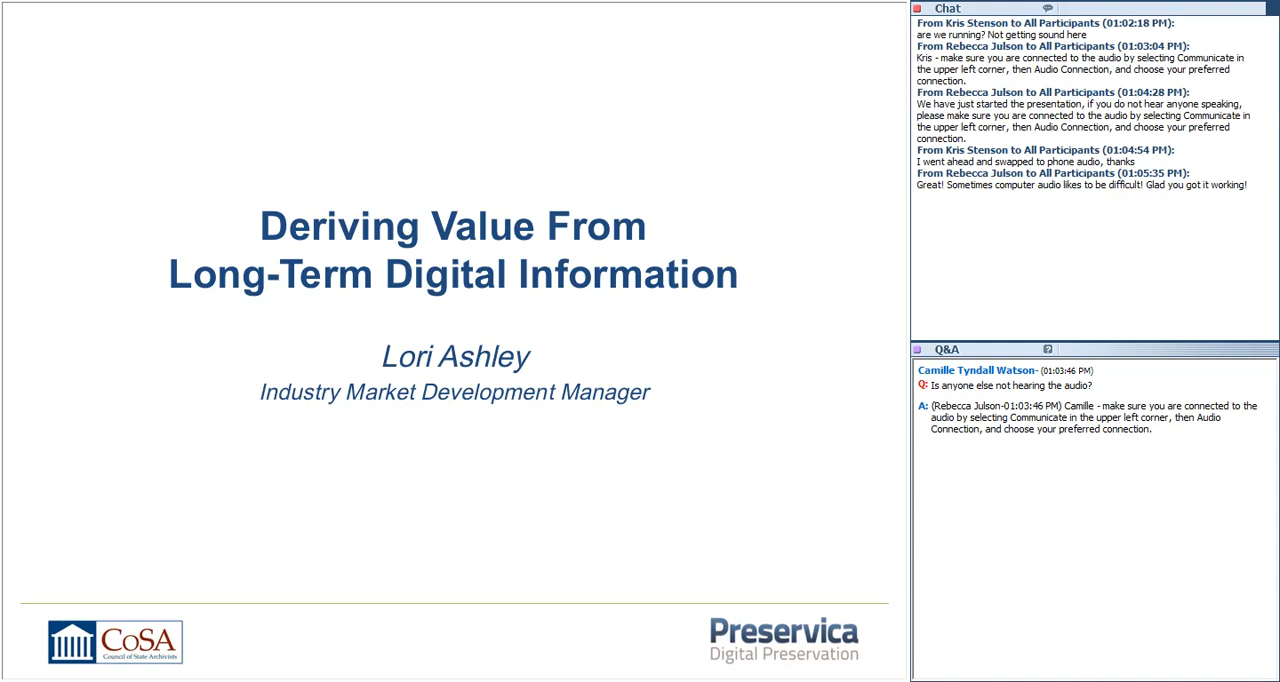 Deriving Value From
Long-Term Digital Information
Lori Ashley
Industry Market Development Manager
CoSA
Council of State Archivists
Preservica
Digital Preservation
Chat
From Kris Stenson to All Participants (01:02:18 PM):
are we running? Not getting sound here
From Rebecca Julson to All Participants (01:03:04 PM):
Kris - make sure you are connected to the audio by selecting Communicate in
the upper left corner, then Audio Connection, and choose your preferred
connection.
From Rebecca Julson to All Participants (01:04:28 PM):
We have just started the presentation, if you do not hear anyone speaking,
please make sure you are connected to the audio by selecting Communicate in
the upper left corner, then Audio Connection, and choose your preferred
connection.
From Kris Stenson to All Participants (01:04:54 PM):
I went ahead and swapped to phone audio, thanks
From Rebecca Julson to All Participants (01:05:35 PM):
Great! Sometimes computer audio likes to be difficult! Glad you got it working!
Q&A
Camille Tyndall Watson- (01:03:46 PM)
Q: Is anyone else not hearing the audio?
A: (Rebecca Julson-01:03:46 PM) Camille - make sure you are connected to the
audio by selecting Communicate in the upper left corner, then Audio
Connection, and choose your preferred connection.